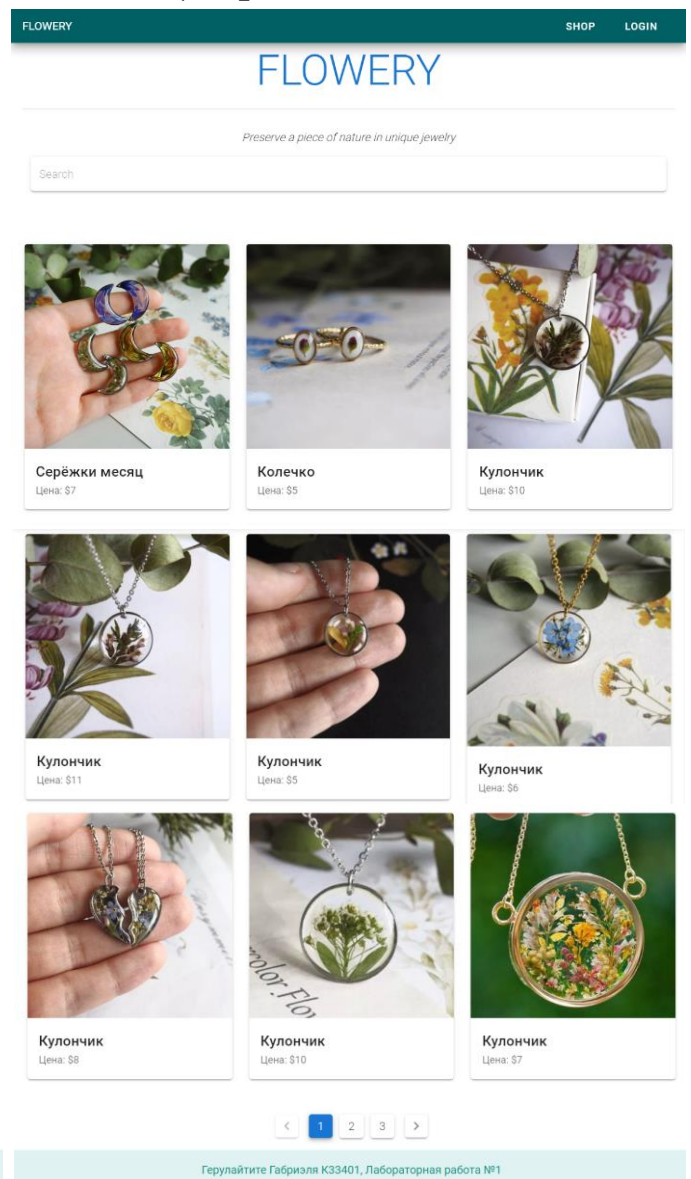 FLOWERY SHOP LOGIN
FLOWERY
Preserve a piece of nature in unique jewelry
Search
Серёжки месяц
Цена: $7
Колечко
Цена: $5
Кулончик
Цена: $10
Кулончик
Цена: $11
Кулончик
Цена: $5
Кулончик
Цена: $6
Кулончик
Цена: $8
olor Flo
Кулончик
Цена: $10
Кулончик
Цена: $7
< 1 2 3 >
Герулайтите Габриэля К33401, Лабораторная работа №1